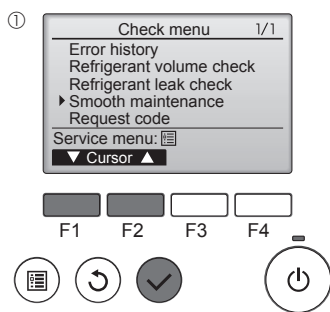 ①
Check menu 1/1
Error history
Refrigerant volume check
Refrigerant leak check
Smooth maintenance
Request code
Service menu:
▼ Cursor ▲
F1 F2 F3 F4